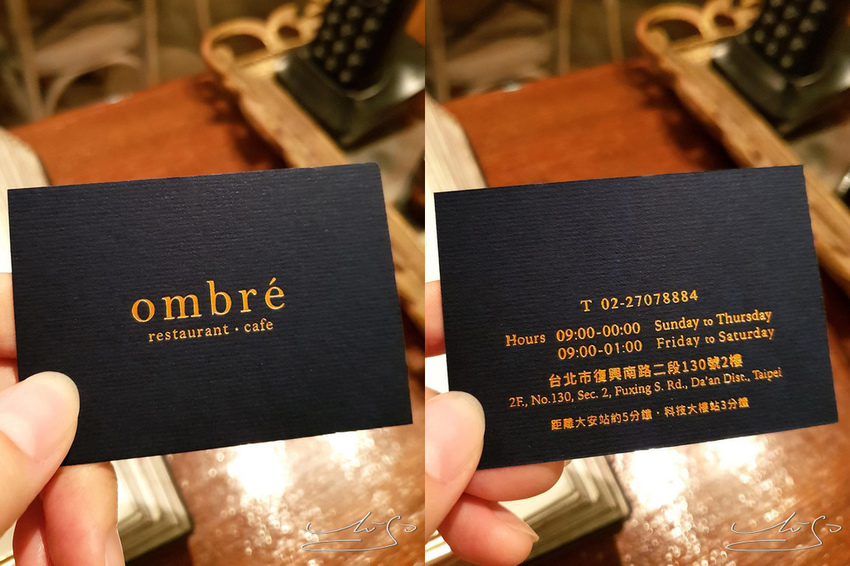 ombré
restaurant · cafe
T 02-27078884
Hours 09:00-00:00 Sunday to Thursday
09:00-01:00 Friday to Saturday
台北市復興南路二段130號2樓
2F., No.130, Sec. 2, Fuxing S. Rd., Da'an Dist., Taipei
距離大安站約5分鐘・科技大樓站3分鐘